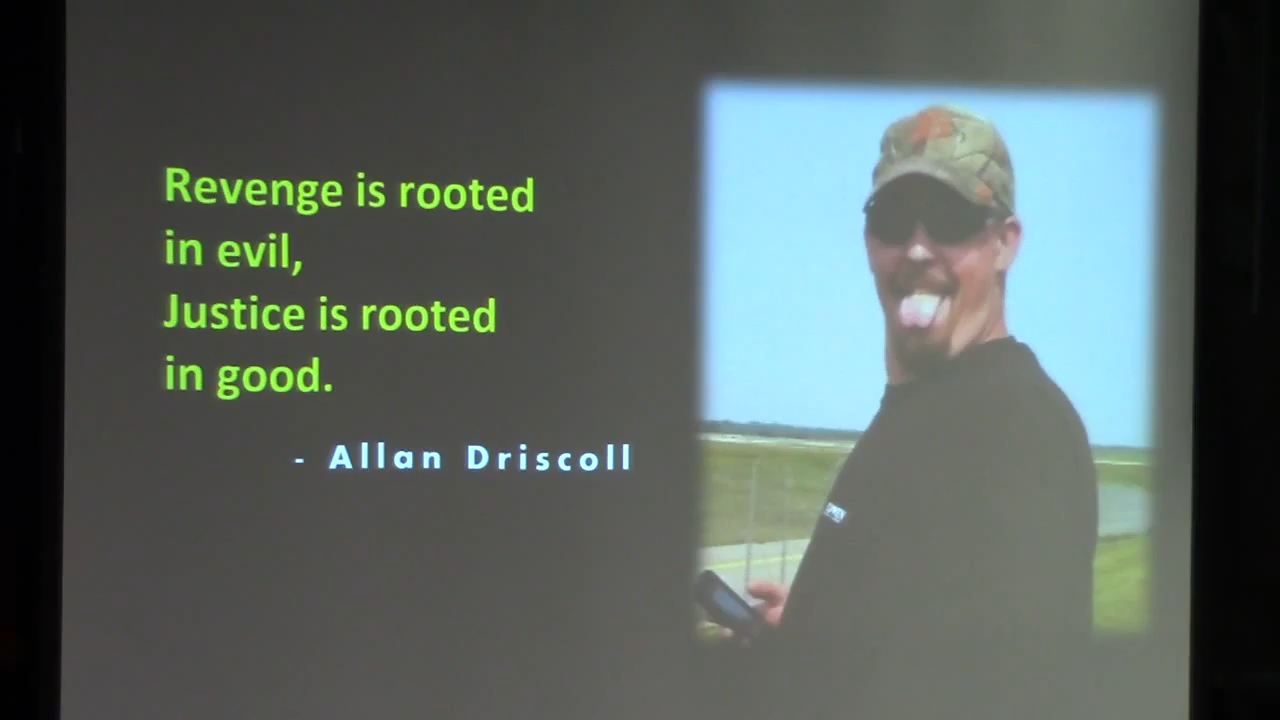 Revenge is rooted
in evil,
Justice is rooted
in good.
- Allan Driscoll